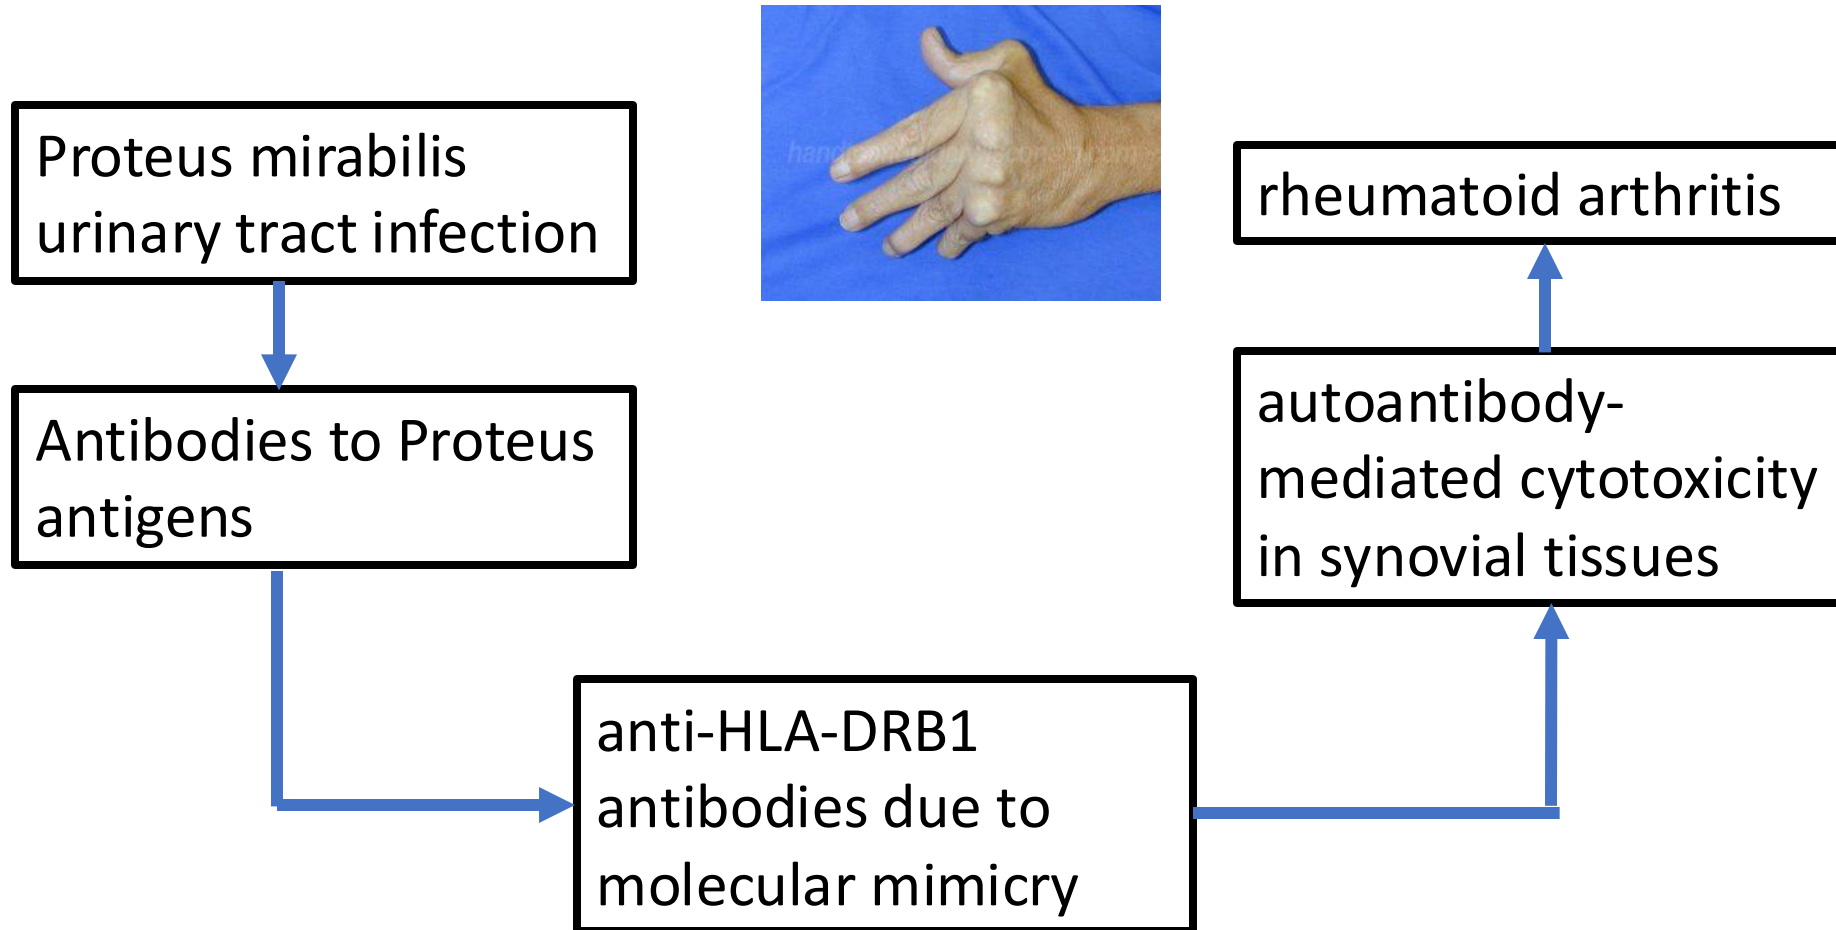 Proteus mirabilis
urinary tract infection
Antibodies to Proteus
antigens
anti-HLA-DRB1
antibodies due to
molecular mimicry
autoantibody-
mediated cytotoxicity
in synovial tissues
rheumatoid arthritis